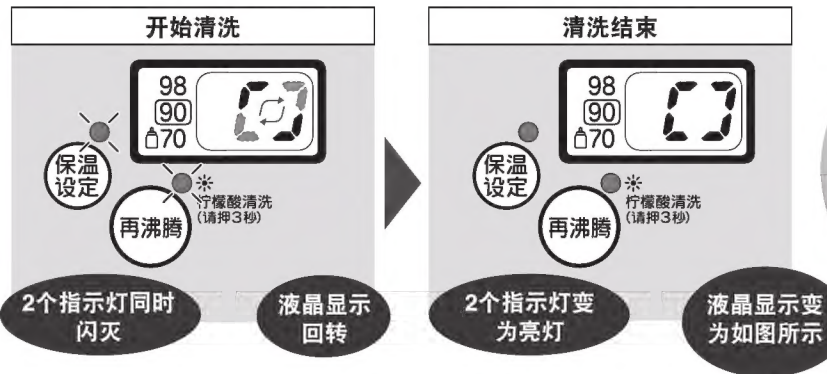 开始清洗
98
90
70
保温
设定
再沸腾
柠檬酸清洗
(请押3秒)
2个指示灯同时
闪灭
液晶显示
回转
清洗结束
98
90
70
保温
设定
再沸腾
柠檬酸清洗
(请押3秒)
2个指示灯变
为亮灯
液晶显示变
为如图所示